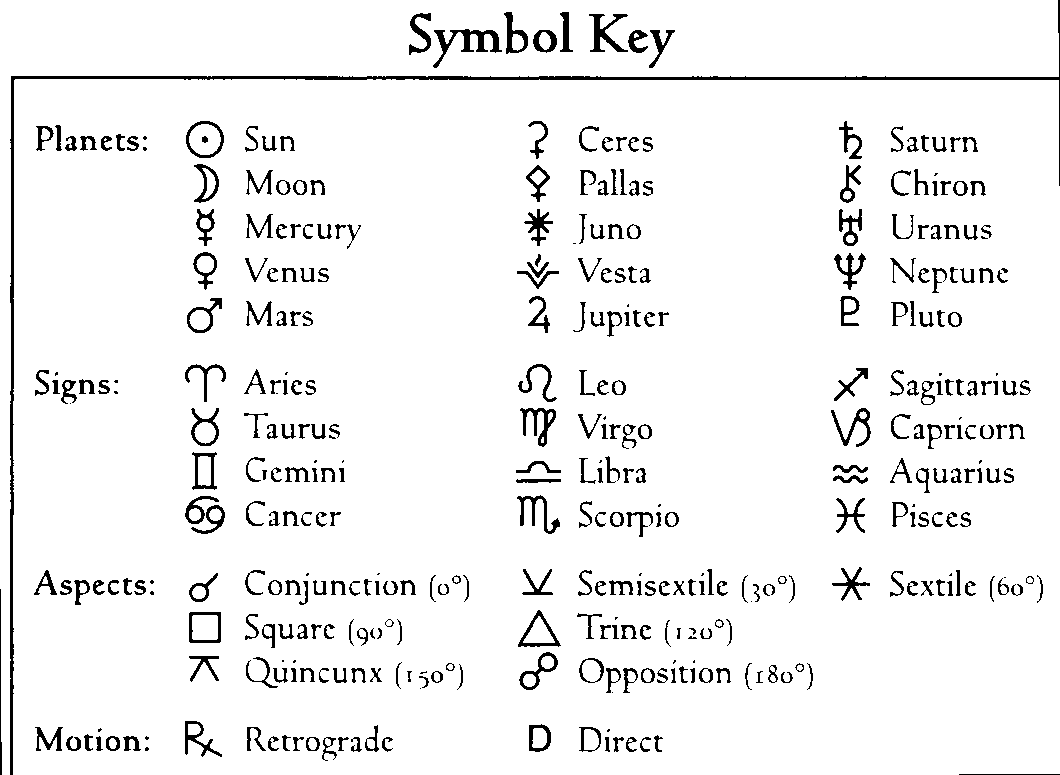 Symbol Key
Planets: ☉ Sun ⚳ Ceres ♄ Saturn
☽ Moon ⚴ Pallas ⚷ Chiron
☿ Mercury ⚵ Juno ♅ Uranus
♀ Venus ⚶ Vesta ♆ Neptune
♂ Mars ♃ Jupiter ♇ Pluto
Signs: ♈ Aries ♌ Leo ♐ Sagittarius
♉ Taurus ♍ Virgo ♑ Capricorn
♊ Gemini ♎ Libra ♒ Aquarius
♋ Cancer ♏ Scorpio ♓ Pisces
Aspects: ☌ Conjunction (0°) ⚺ Semisextile (30°) ⚹ Sextile (60°)
□ Square (90°) △ Trine (120°)
⚻ Quincunx (150°) ☍ Opposition (180°)
Motion: ℞ Retrograde D Direct